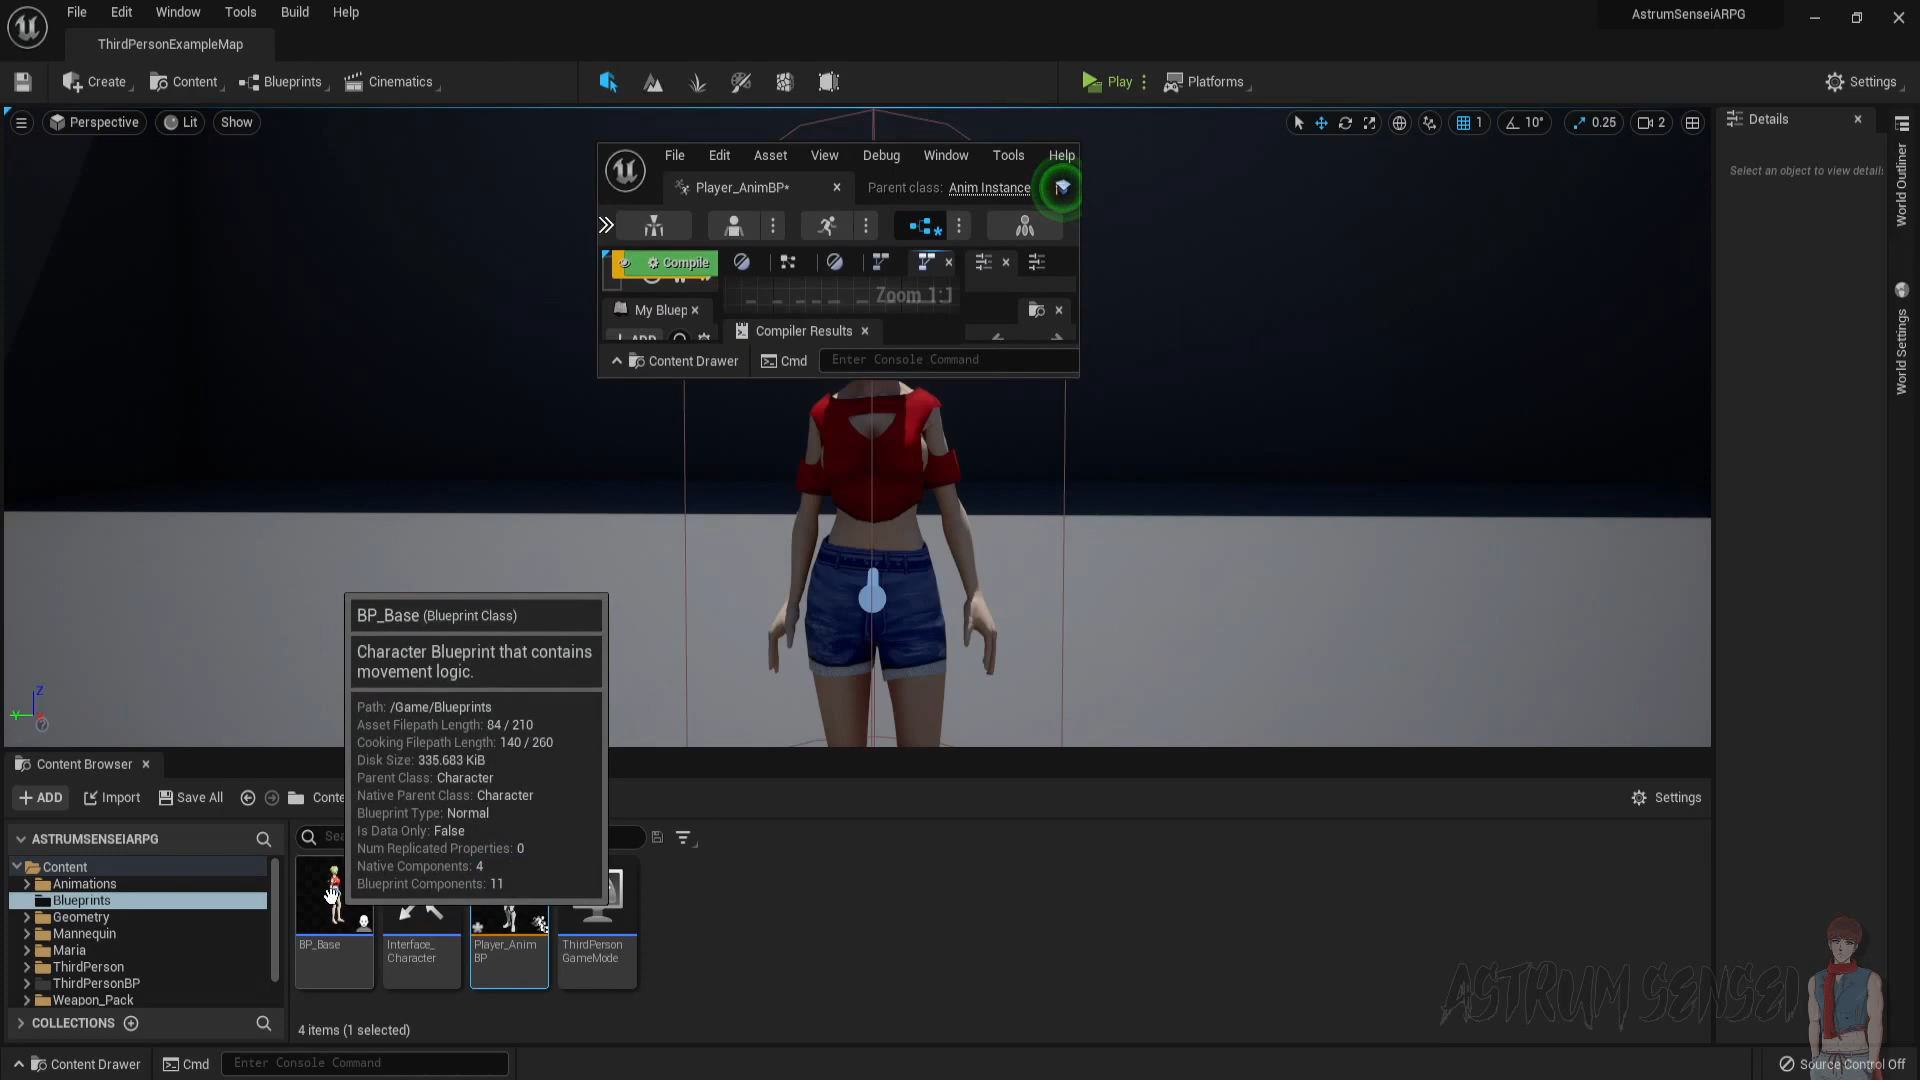 File Edit Window Tools Build Help
AstrumSenseiARPG
ThirdPersonExampleMap
Create Content Blueprints Cinematics
Play Platforms Settings
Perspective Lit Show
1 10° 0.25 2
Details
Select an object to view details
World Outliner
World Settings
File Edit Asset View Debug Window Tools Help
Player_AnimBP* Parent class: Anim Instance
Compile
Zoom 1:1
My Bluep
ADD
Compiler Results
Content Drawer Cmd Enter Console Command
BP_Base (Blueprint Class)
Character Blueprint that contains
movement logic.
Path: /Game/Blueprints
Asset Filepath Length: 84 / 210
Cooking Filepath Length: 140 / 260
Disk Size: 335.683 KiB
Parent Class: Character
Native Parent Class: Character
Blueprint Type: Normal
Is Data Only: False
Num Replicated Properties: 0
Native Components: 4
Blueprint Components: 11
Z
Y
Content Browser
ADD Import Save All Conte
Settings
ASTRUMSENSEIARPG
Sea
Content
Animations
Blueprints
Geometry
Mannequin
Maria
ThirdPerson
ThirdPersonBP
Weapon_Pack
COLLECTIONS
BP_Base
Interface_
Character
Player_Anim
BP
ThirdPerson
GameMode
4 items (1 selected)
ASTRUM SENSEI
Content Drawer Cmd Enter Console Command
Source Control Off